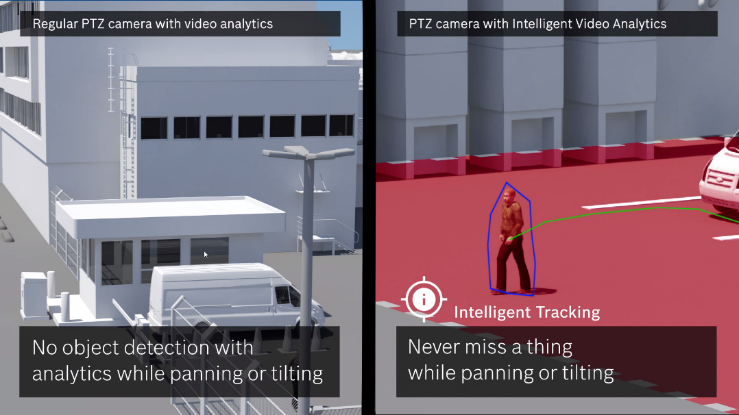 Regular PTZ camera with video analytics
No object detection with
analytics while panning or tilting
PTZ camera with Intelligent Video Analytics
Intelligent Tracking
Never miss a thing
while panning or tilting